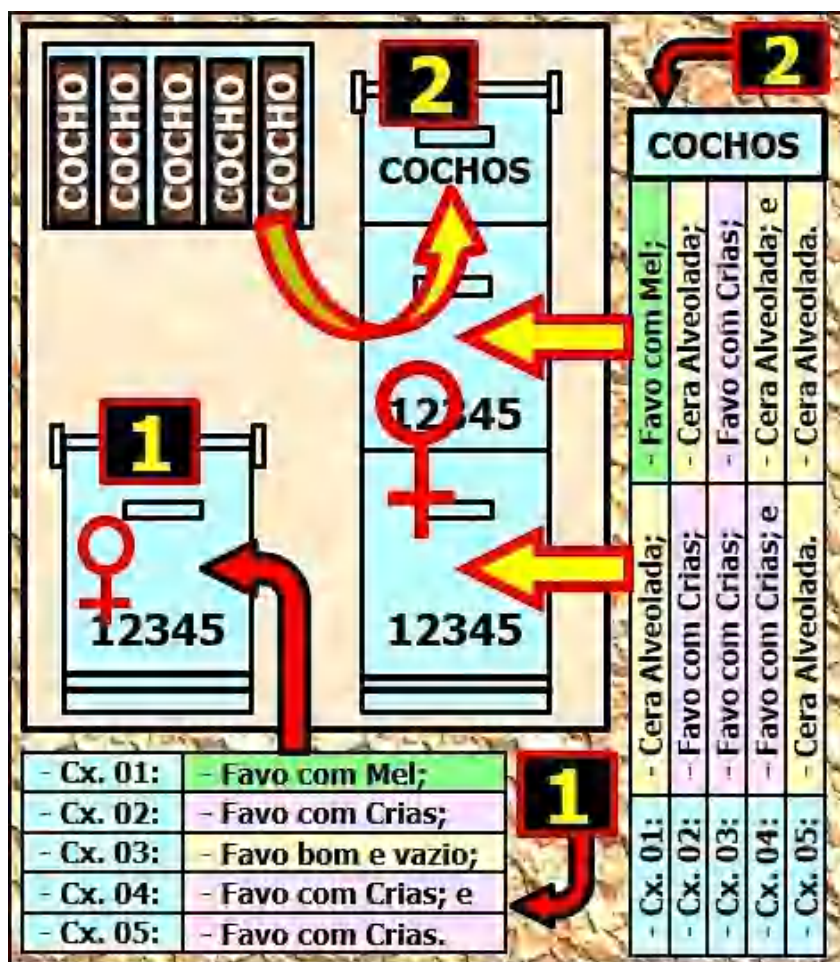 COCHO
COCHO
COCHO
COCHO
COCHO
2
COCHOS
12345
12345
1
12345
- Cx. 01: - Favo com Mel;
- Cx. 02: - Favo com Crias;
- Cx. 03: - Favo bom e vazio;
- Cx. 04: - Favo com Crias; e
- Cx. 05: - Favo com Crias.
1
2
COCHOS
- Cx. 01: - Cera Alveolada; - Favo com Mel;
- Cx. 02: - Favo com Crias; - Cera Alveolada;
- Cx. 03: - Favo com Crias; - Favo com Crias;
- Cx. 04: - Favo com Crias; e - Cera Alveolada; e
- Cx. 05: - Cera Alveolada. - Cera Alveolada.